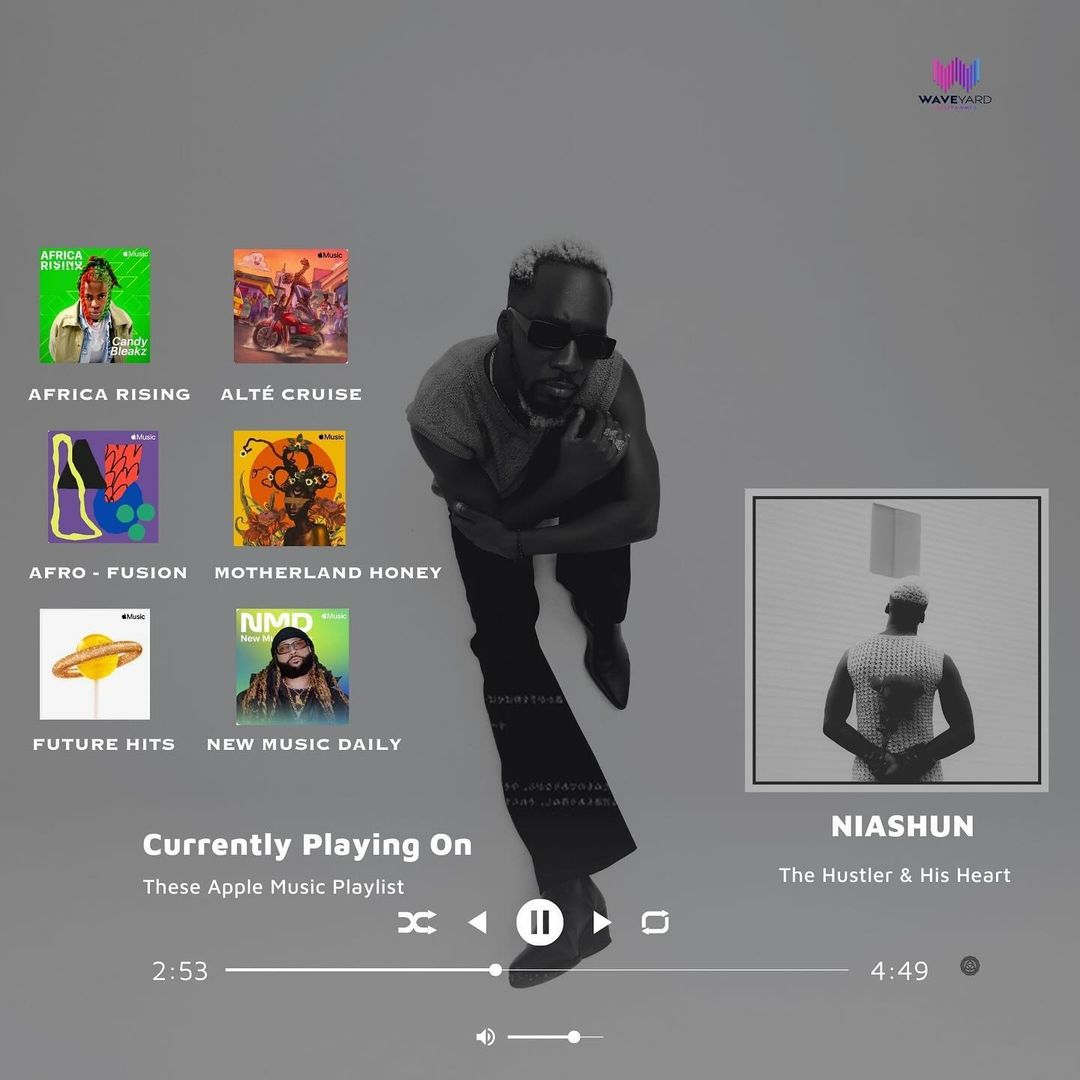 WAVEYARD
AFRICA
RISING
Music
Candy
Bleakz
Music
AFRICA RISING
ALTÉ CRUISE
Music
Music
AFRO - FUSION
MOTHERLAND HONEY
Music
NMD
Music
FUTURE HITS
NEW MUSIC DAILY
Currently Playing On
These Apple Music Playlist
NIASHUN
The Hustler & His Heart
2:53
4:49